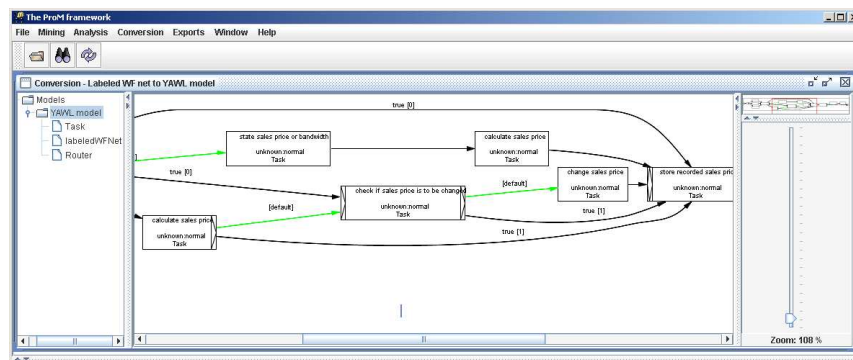 The ProM framework
File Mining Analysis Conversion Exports Window Help
Conversion - Labeled WF net to YAWL model
Models
YAWL model
Task
labeledWFNet
Router
true [0]
state sales price or bandwidth
unknown:normal
Task
calculate sales price
unknown:normal
Task
]
true [0]
change sales price
unknown:normal
Task
store recorded sales pric
unknown:normal
Task
[default]
check if sales price is to be changed
unknown:normal
Task
[default]
true [1]
calculate sales price
unknown:normal
Task
true [1]
Zoom: 108 %